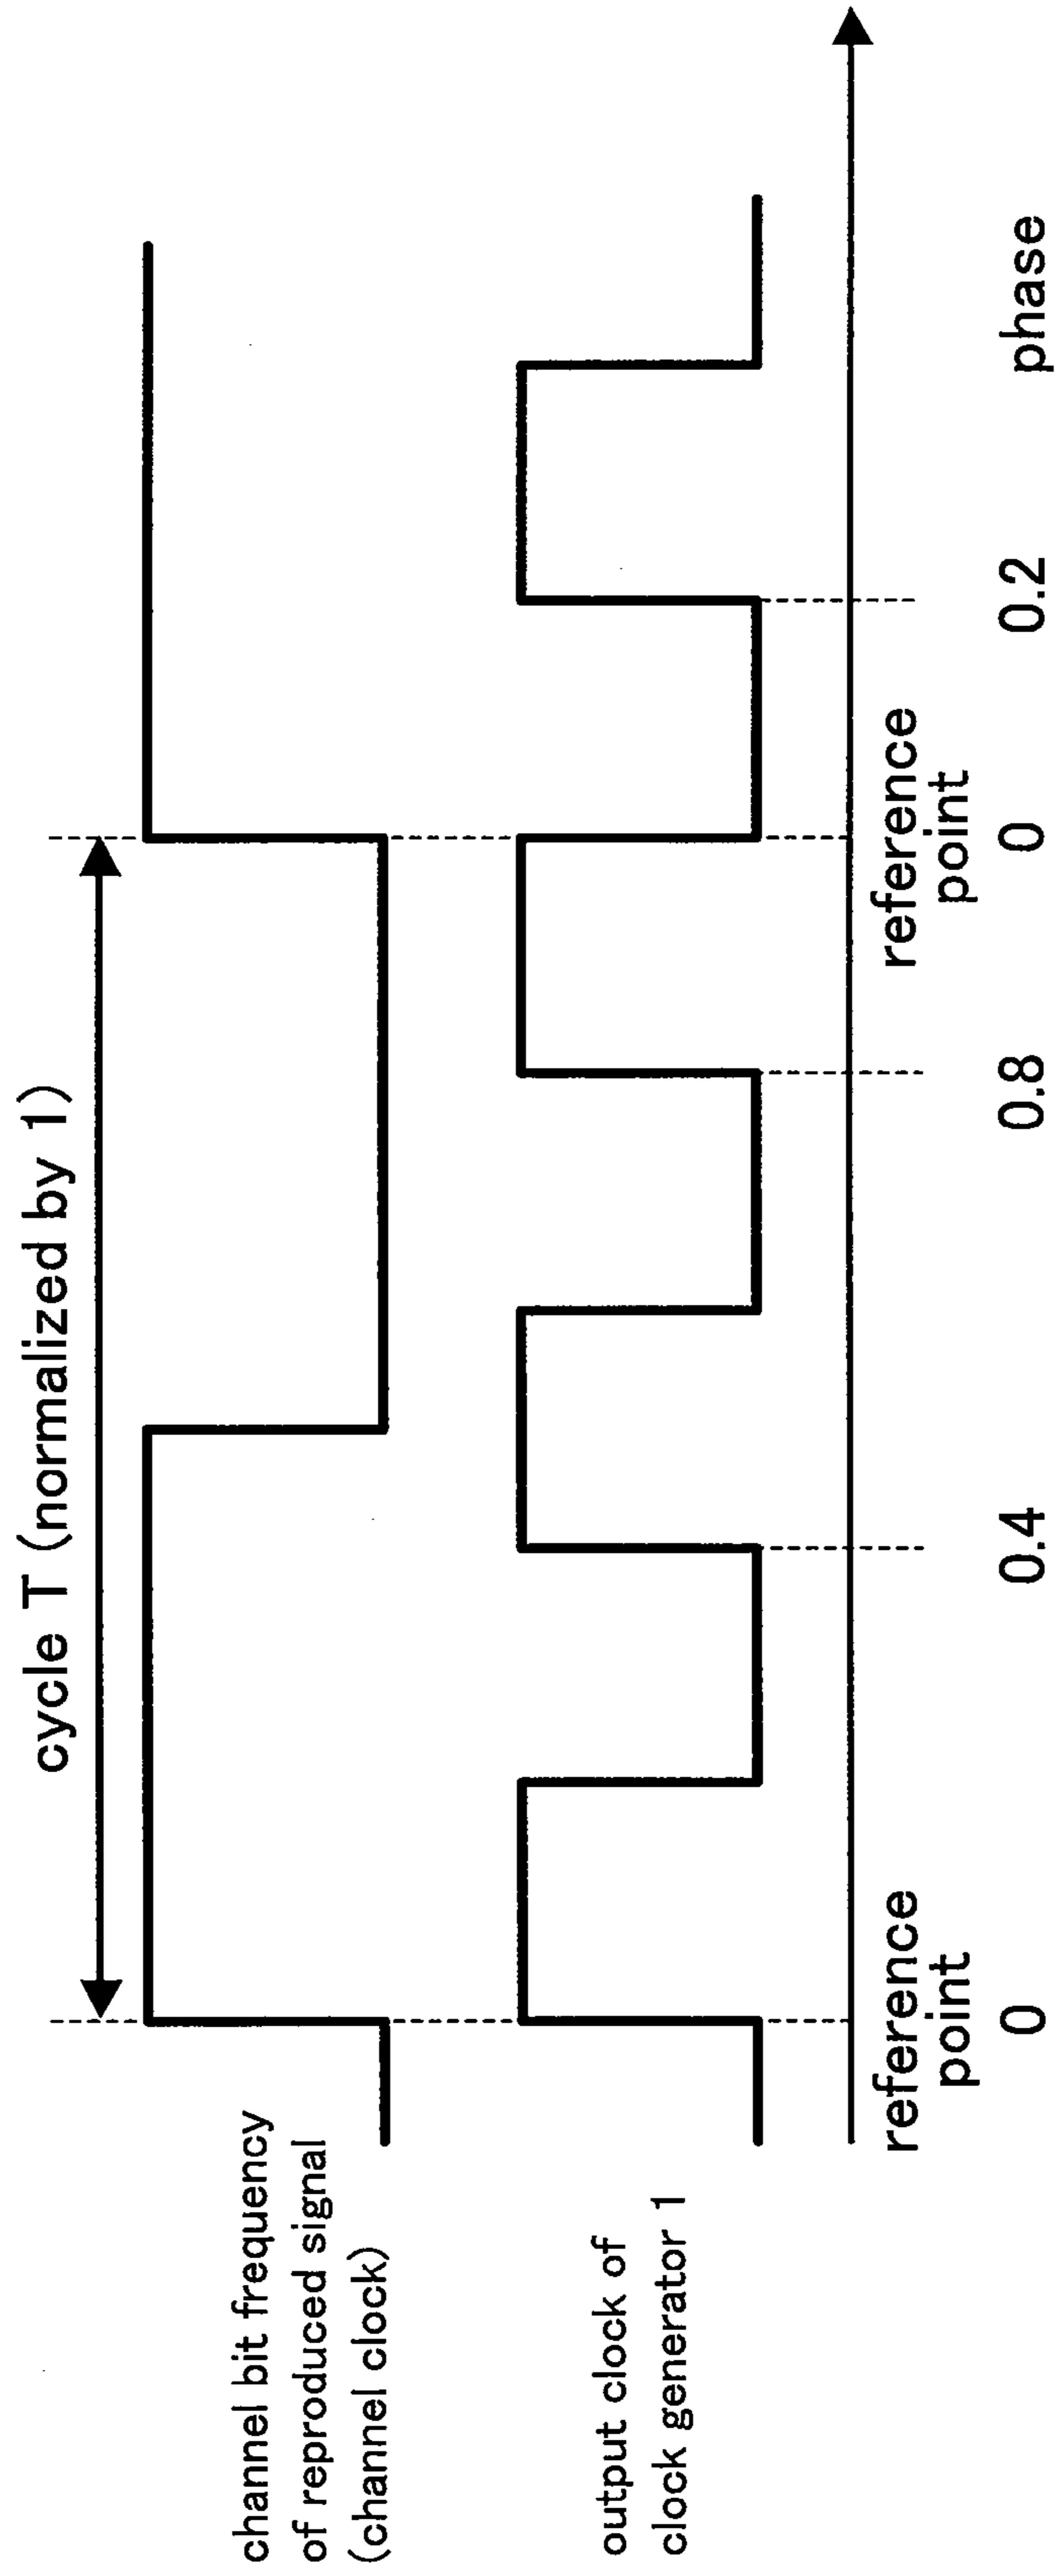 cycle T (normalized by 1)
channel bit frequency
of reproduced signal
(channel clock)
output clock of
clock generator 1
reference
point
reference
point
0
0.4
0.8
0
0.2
phase